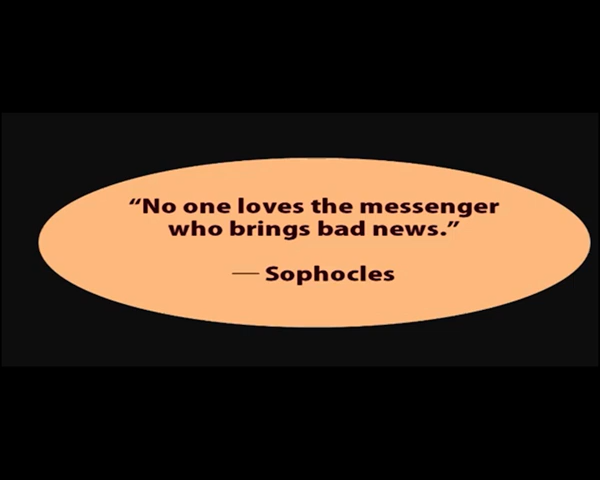 “No one loves the messenger
who brings bad news.”
— Sophocles